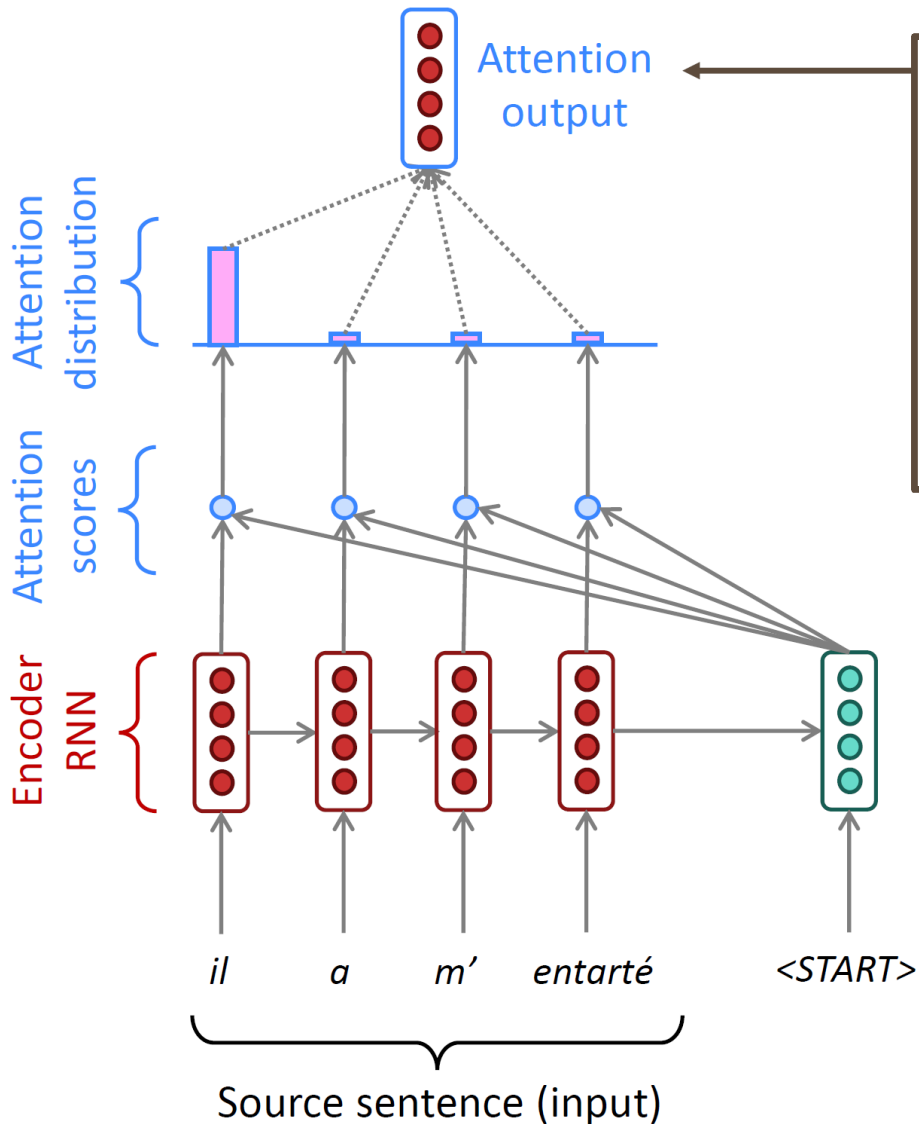 Attention
output
Attention
distribution
Attention
scores
Encoder
RNN
il a m’ entarté <START>
Source sentence (input)